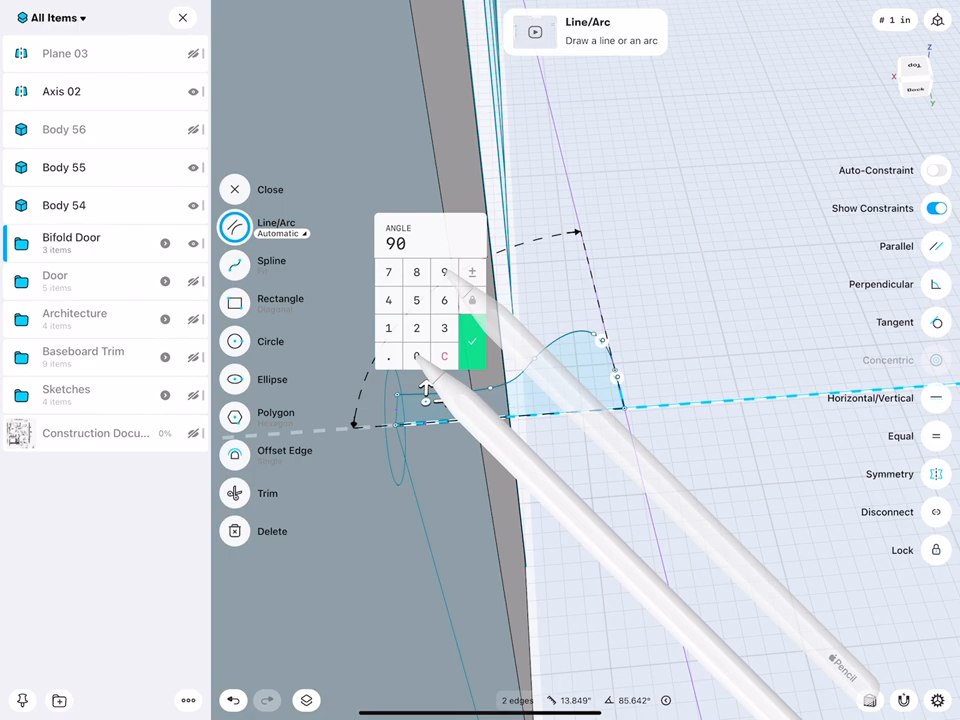 All Items
Plane 03
Axis 02
Body 56
Body 55
Body 54
Bifold Door
3 items
Door
5 items
Architecture
4 items
Baseboard Trim
9 items
Sketches
4 items
Construction Docu... 0%
Line/Arc
Draw a line or an arc
# 1 in
Z
X
Top
Back
Y
Close
Line/Arc
Automatic
Spline
Fit
Rectangle
Diagonal
Circle
Ellipse
Polygon
Hexagon
Offset Edge
Single
Trim
Delete
ANGLE
90
7 8 9 ±
4 5 6
1 2 3
. 0 C
Auto-Constraint
Show Constraints
Parallel
Perpendicular
Tangent
Concentric
Horizontal/Vertical
Equal
Symmetry
Disconnect
Lock
Pencil
2 edges 13.849" 85.642°